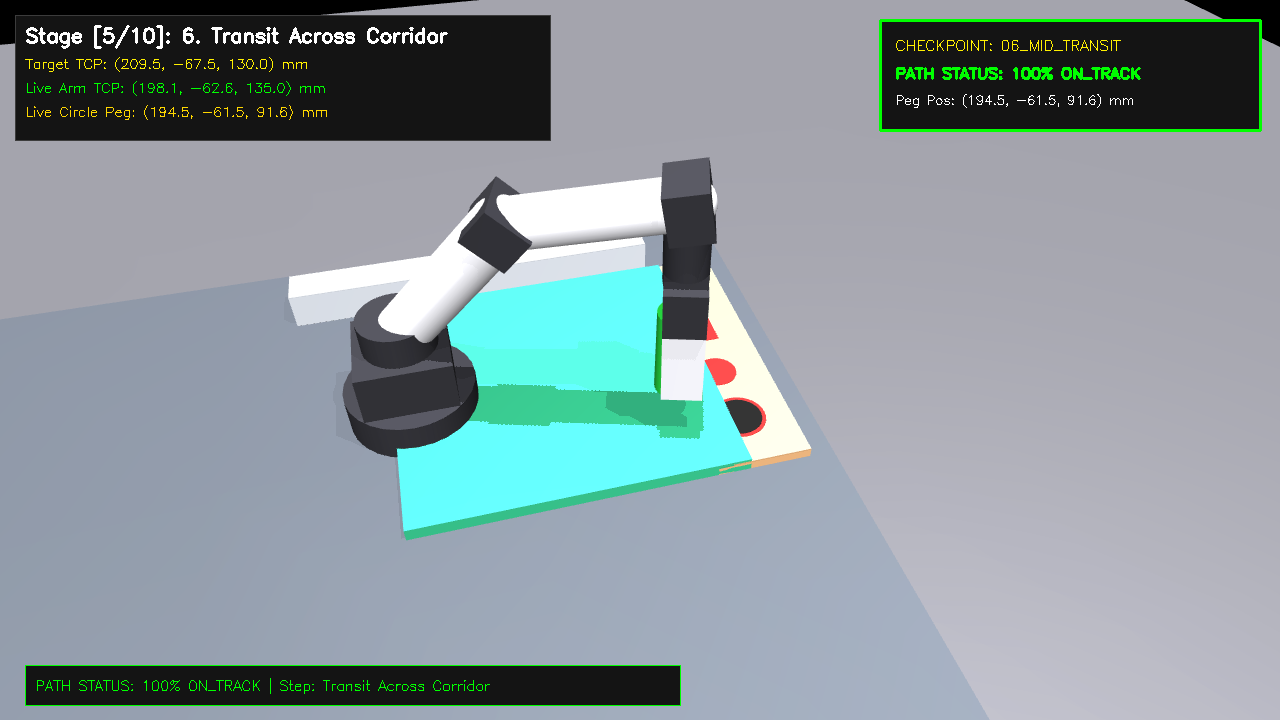 Stage [5/10]: 6. Transit Across Corridor
Target TCP: (209.5, −67.5, 130.0) mm
Live Arm TCP: (198.1, −62.6, 135.0) mm
Live Circle Peg: (194.5, −61.5, 91.6) mm
CHECKPOINT: 06_MID_TRANSIT
PATH STATUS: 100% ON_TRACK
Peg Pos: (194.5, −61.5, 91.6) mm
PATH STATUS: 100% ON_TRACK | Step: Transit Across Corridor